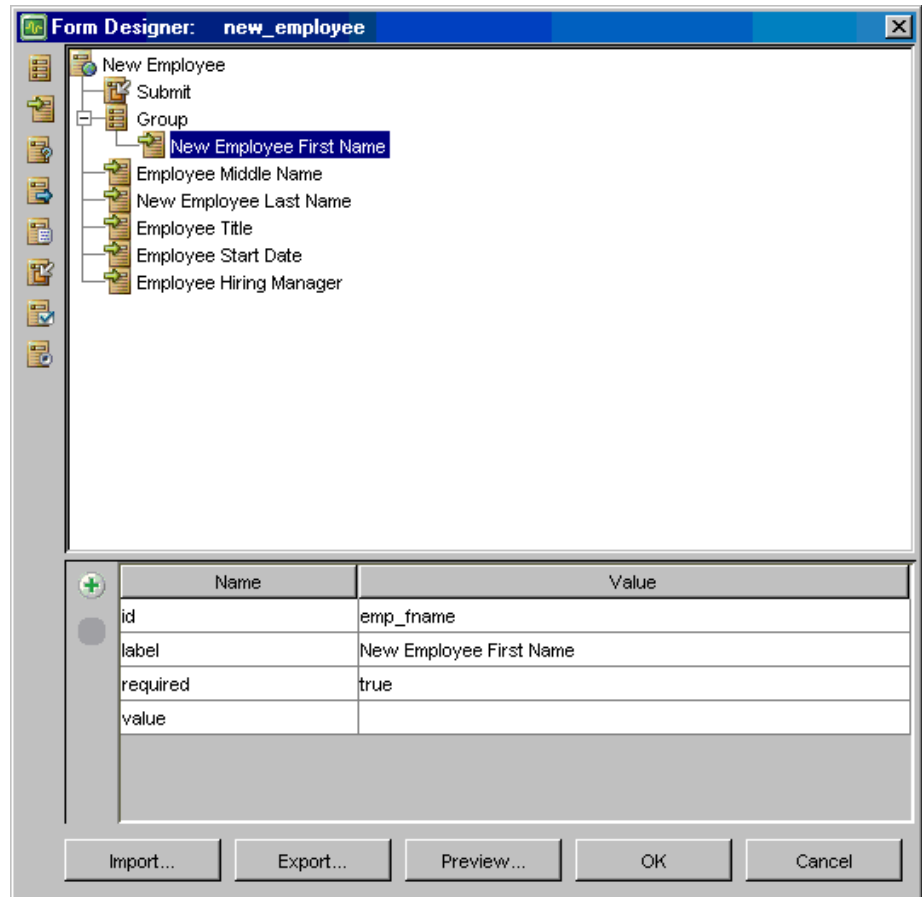 Form Designer: new_employee
New Employee
Submit
Group
New Employee First Name
Employee Middle Name
New Employee Last Name
Employee Title
Employee Start Date
Employee Hiring Manager
Name Value
id emp_fname
label New Employee First Name
required true
value
Import... Export... Preview... OK Cancel